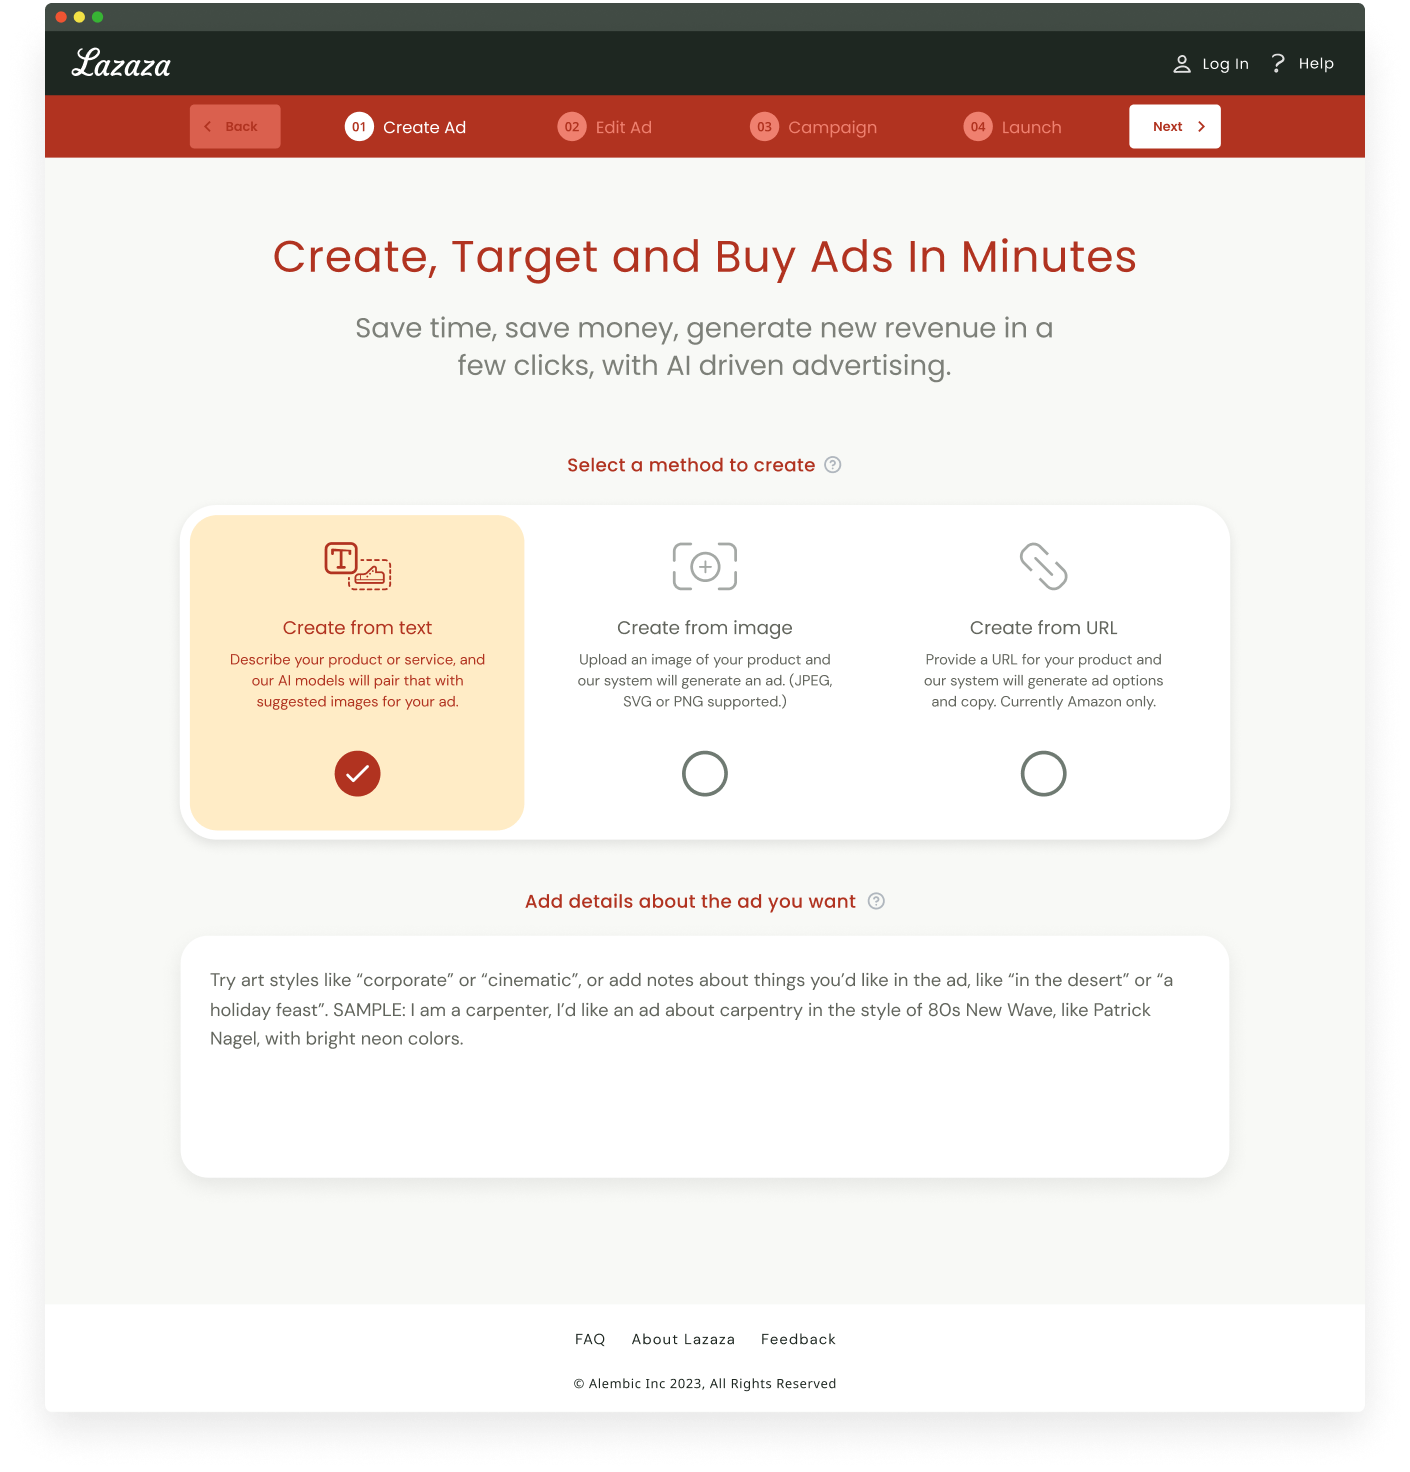 Lazaza
Log In
? Help
Back
01 Create Ad
02 Edit Ad
03 Campaign
04 Launch
Next
Create, Target and Buy Ads In Minutes
Save time, save money, generate new revenue in a
few clicks, with AI driven advertising.
Select a method to create ?
T
Create from text
Describe your product or service, and
our AI models will pair that with
suggested images for your ad.
Create from image
Upload an image of your product and
our system will generate an ad. (JPEG,
SVG or PNG supported.)
Create from URL
Provide a URL for your product and
our system will generate ad options
and copy. Currently Amazon only.
Add details about the ad you want ?
Try art styles like “corporate” or “cinematic”, or add notes about things you’d like in the ad, like “in the desert” or “a
holiday feast”. SAMPLE: I am a carpenter, I’d like an ad about carpentry in the style of 80s New Wave, like Patrick
Nagel, with bright neon colors.
FAQ About Lazaza Feedback
© Alembic Inc 2023, All Rights Reserved